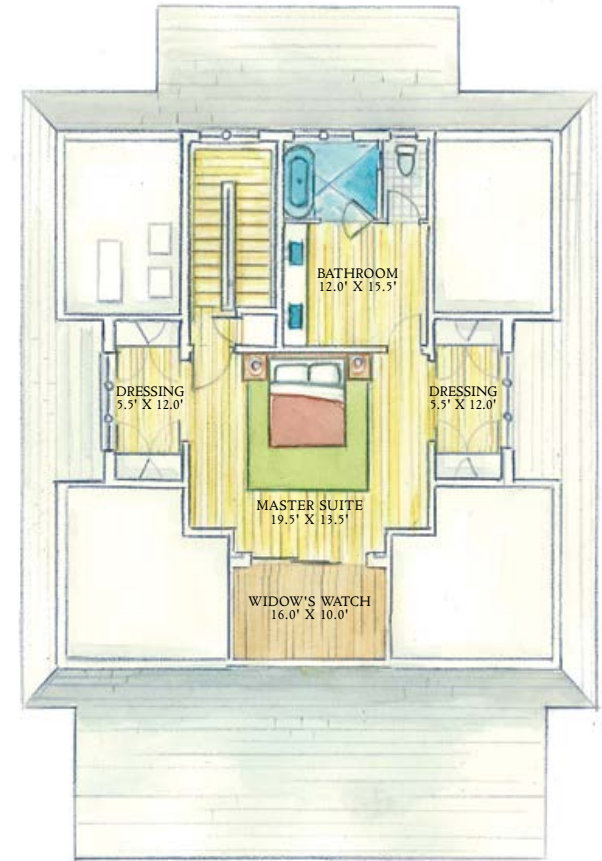 BATHROOM
12.0' X 15.5'
DRESSING
5.5' X 12.0'
DRESSING
5.5' X 12.0'
MASTER SUITE
19.5' X 13.5'
WIDOW'S WATCH
16.0' X 10.0'